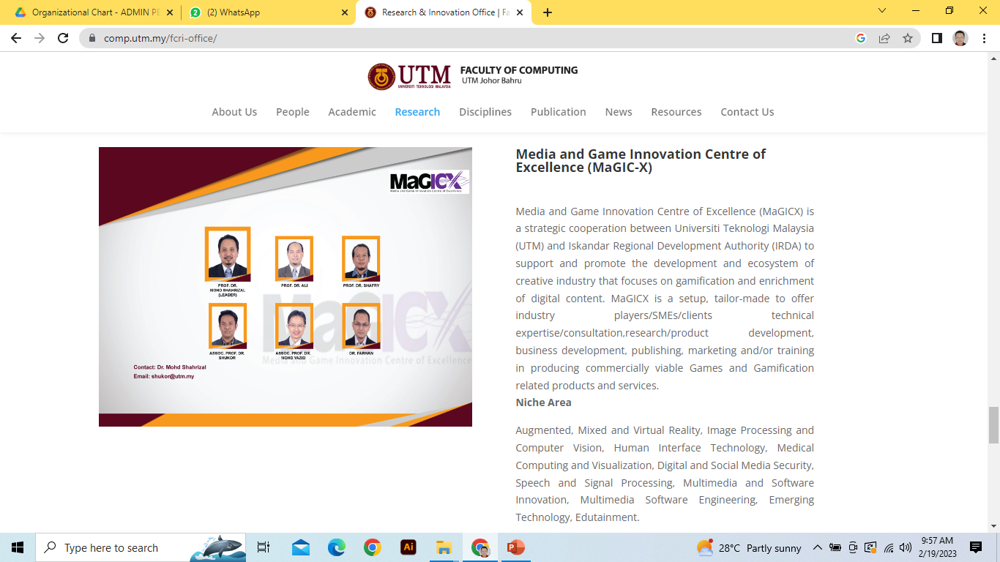 Organizational Chart - ADMIN PE
(2) WhatsApp
Research & Innovation Office | Fa
comp.utm.my/fcri-office/
UTM
UNIVERSITI TEKNOLOGI MALAYSIA
FACULTY OF COMPUTING
UTM Johor Bahru
About Us People Academic Research Disciplines Publication News Resources Contact Us
MaGICX
Media and Game Innovation Centre of Excellence
PROF. DR.
MOHD SHAHRIZAL
(LEADER)
PROF. DR. ALI
PROF. DR. SHAFRY
ASSOC. PROF. DR.
SHUKOR
ASSOC. PROF. DR.
MOHD YAZID
DR. FARHAN
MaGICX
Media and Game Innovation Centre of Excellence
Contact: Dr. Mohd Shahrizal
Email: shukor@utm.my
Media and Game Innovation Centre of
Excellence (MaGIC-X)
Media and Game Innovation Centre of Excellence (MaGICX) is
a strategic cooperation between Universiti Teknologi Malaysia
(UTM) and Iskandar Regional Development Authority (IRDA) to
support and promote the development and ecosystem of
creative industry that focuses on gamification and enrichment
of digital content. MaGICX is a setup, tailor-made to offer
industry players/SMEs/clients technical
expertise/consultation,research/product development,
business development, publishing, marketing and/or training
in producing commercially viable Games and Gamification
related products and services.
Niche Area
Augmented, Mixed and Virtual Reality, Image Processing and
Computer Vision, Human Interface Technology, Medical
Computing and Visualization, Digital and Social Media Security,
Speech and Signal Processing, Multimedia and Software
Innovation, Multimedia Software Engineering, Emerging
Technology, Edutainment.
Type here to search
Ai
28°C Partly sunny
9:57 AM
2/19/2023